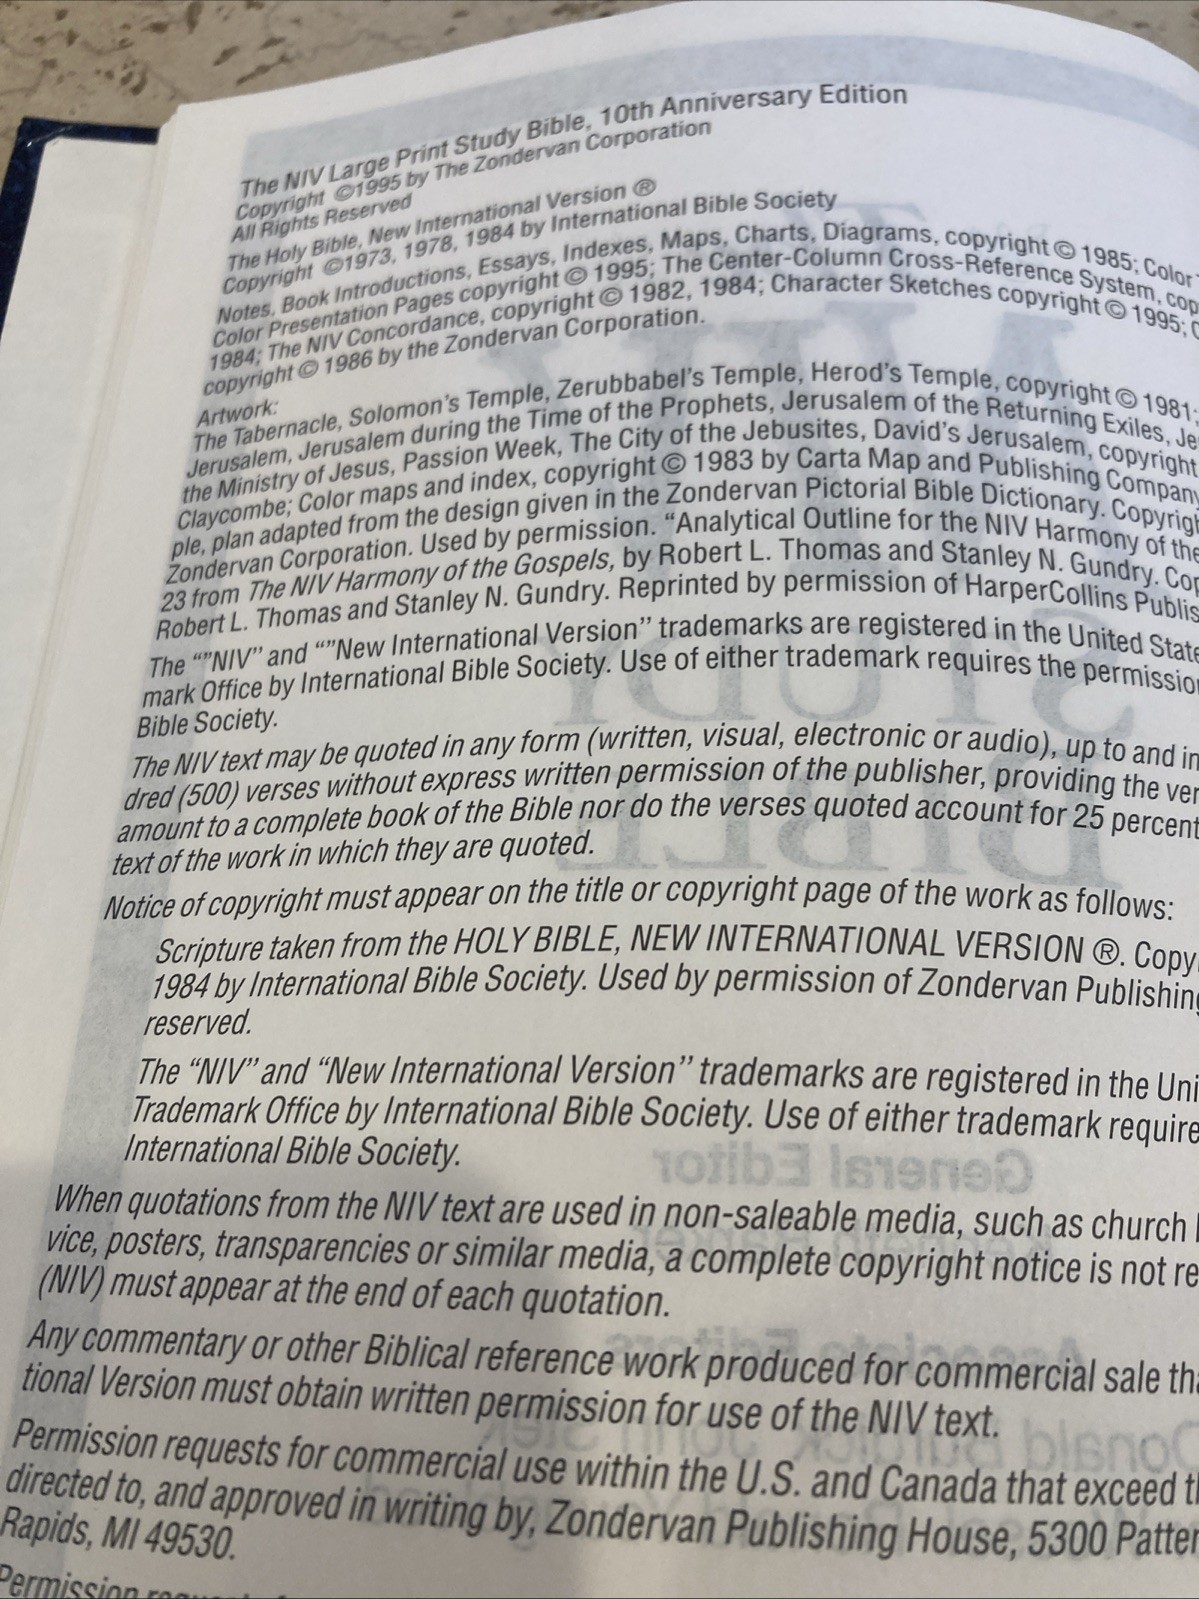 The NIV Large Print Study Bible, 10th Anniversary Edition
Copyright ©1995 by The Zondervan Corporation
All Rights Reserved
The Holy Bible, New International Version ®
Copyright ©1973, 1978, 1984 by International Bible Society
Notes, Book Introductions, Essays, Indexes, Maps, Charts, Diagrams, copyright © 1985; Color
Color Presentation Pages copyright © 1995; The Center-Column Cross-Reference System, cop
1984; The NIV Concordance, copyright © 1982, 1984; Character Sketches copyright © 1995;
copyright © 1986 by the Zondervan Corporation.
Artwork:
The Tabernacle, Solomon's Temple, Zerubbabel's Temple, Herod's Temple, copyright © 1981;
Jerusalem, Jerusalem during the Time of the Prophets, Jerusalem of the Returning Exiles, Je
the Ministry of Jesus, Passion Week, The City of the Jebusites, David's Jerusalem, copyright
Claycombe; Color maps and index, copyright © 1983 by Carta Map and Publishing Company
ple, plan adapted from the design given in the Zondervan Pictorial Bible Dictionary. Copyrigh
Zondervan Corporation. Used by permission. “Analytical Outline for the NIV Harmony of the
23 from The NIV Harmony of the Gospels, by Robert L. Thomas and Stanley N. Gundry. Cop
Robert L. Thomas and Stanley N. Gundry. Reprinted by permission of HarperCollins Publis
The “”NIV” and “”New International Version” trademarks are registered in the United State
mark Office by International Bible Society. Use of either trademark requires the permissio
Bible Society.
The NIV text may be quoted in any form (written, visual, electronic or audio), up to and in
dred (500) verses without express written permission of the publisher, providing the ver
amount to a complete book of the Bible nor do the verses quoted account for 25 percent
text of the work in which they are quoted.
Notice of copyright must appear on the title or copyright page of the work as follows:
Scripture taken from the HOLY BIBLE, NEW INTERNATIONAL VERSION ®. Copy
1984 by International Bible Society. Used by permission of Zondervan Publishing
reserved.
The “NIV” and “New International Version” trademarks are registered in the Uni
Trademark Office by International Bible Society. Use of either trademark require
International Bible Society.
When quotations from the NIV text are used in non-saleable media, such as church
vice, posters, transparencies or similar media, a complete copyright notice is not re
(NIV) must appear at the end of each quotation.
Any commentary or other Biblical reference work produced for commercial sale tha
tional Version must obtain written permission for use of the NIV text.
Permission requests for commercial use within the U.S. and Canada that exceed th
directed to, and approved in writing by, Zondervan Publishing House, 5300 Patter
Rapids, MI 49530.
Permission